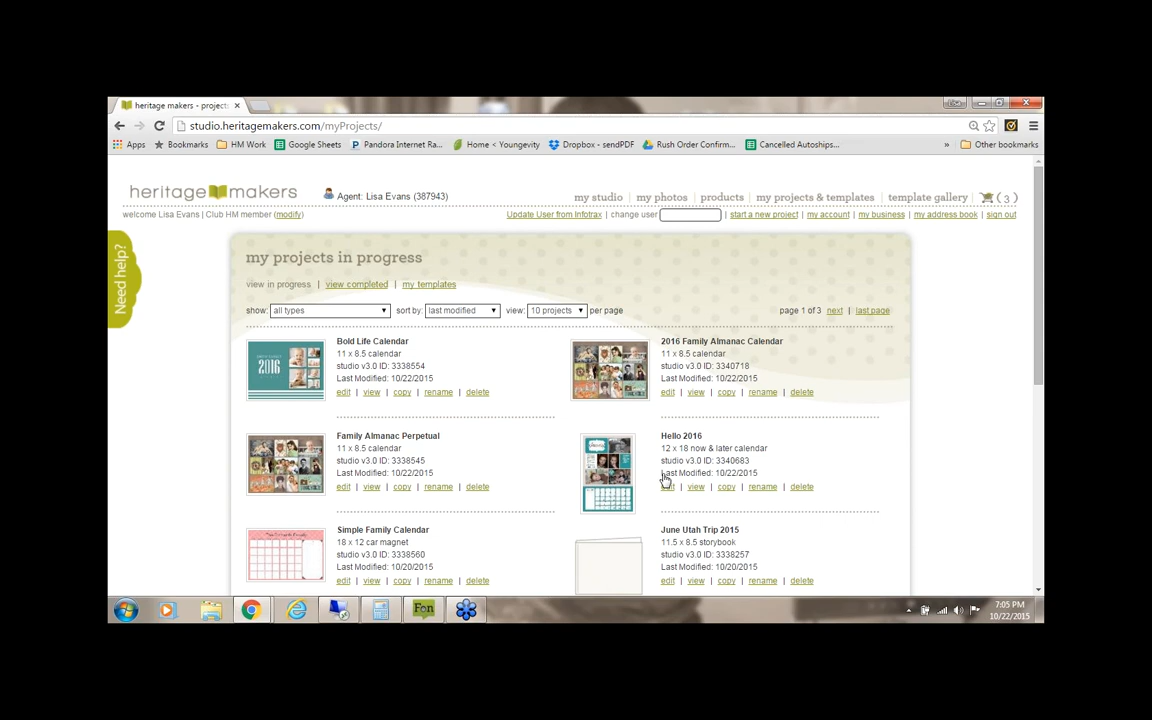 heritage makers - projects
studio.heritagemakers.com/myProjects/
Apps Bookmarks HM Work Google Sheets Pandora Internet Ra... Home < Youngevity Dropbox - sendPDF Rush Order Confirm... Cancelled Autoships... » Other bookmarks
heritage makers Agent: Lisa Evans (387943) my studio my photos products my projects & templates template gallery ( 3 )
welcome Lisa Evans | Club HM member (modify) Update User from Infotrax | change user | start a new project | my account | my business | my address book | sign out
Need help?
my projects in progress
view in progress | view completed | my templates
show: all types sort by: last modified view: 10 projects per page page 1 of 3 next | last page
Bold Life Calendar
11 x 8.5 calendar
studio v3.0 ID: 3338554
Last Modified: 10/22/2015
edit | view | copy | rename | delete
2016 Family Almanac Calendar
11 x 8.5 calendar
studio v3.0 ID: 3340718
Last Modified: 10/22/2015
edit | view | copy | rename | delete
2016
Family Almanac Perpetual
11 x 8.5 calendar
studio v3.0 ID: 3338545
Last Modified: 10/22/2015
edit | view | copy | rename | delete
Hello 2016
12 x 18 now & later calendar
studio v3.0 ID: 3340683
Last Modified: 10/22/2015
edit | view | copy | rename | delete
Simple Family Calendar
18 x 12 car magnet
studio v3.0 ID: 3338560
Last Modified: 10/20/2015
edit | view | copy | rename | delete
June Utah Trip 2015
11.5 x 8.5 storybook
studio v3.0 ID: 3338257
Last Modified: 10/20/2015
edit | view | copy | rename | delete
Fon
7:05 PM
10/22/2015